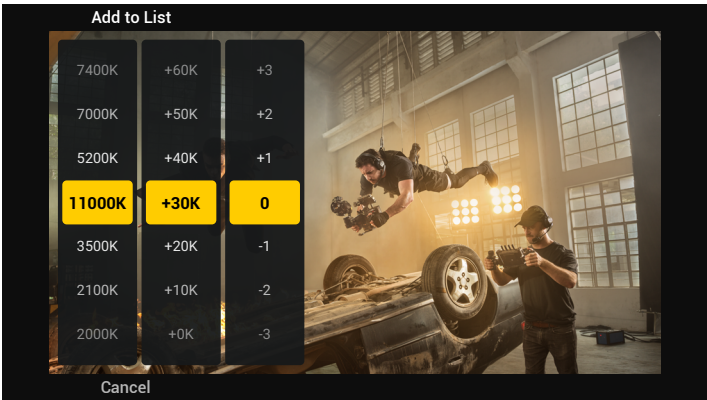 Add to List
7400K +60K +3
7000K +50K +2
5200K +40K +1
11000K +30K 0
3500K +20K -1
2100K +10K -2
2000K +0K -3
Cancel